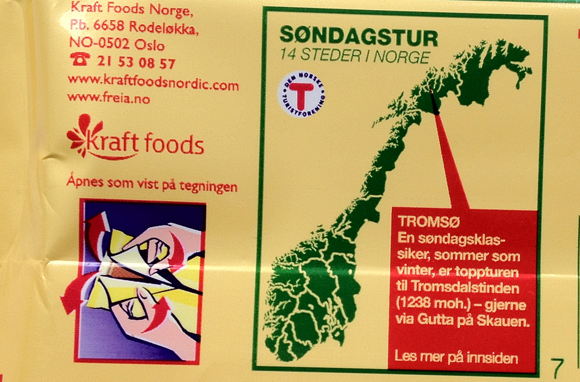 Kraft Foods Norge,
P.b. 6658 Rodeløkka,
NO-0502 Oslo
☎ 21 53 08 57
www.kraftfoodsnordic.com
www.freia.no
kraft foods
Åpnes som vist på tegningen
SØNDAGSTUR
14 STEDER I NORGE
DEN NORSKE
T
TURISTFORENING
TROMSØ
En søndagsklas-
siker, sommer som
vinter, er toppturen
til Tromsdalstinden
(1238 moh.) – gjerne
via Gutta på Skauen.
Les mer på innsiden
7